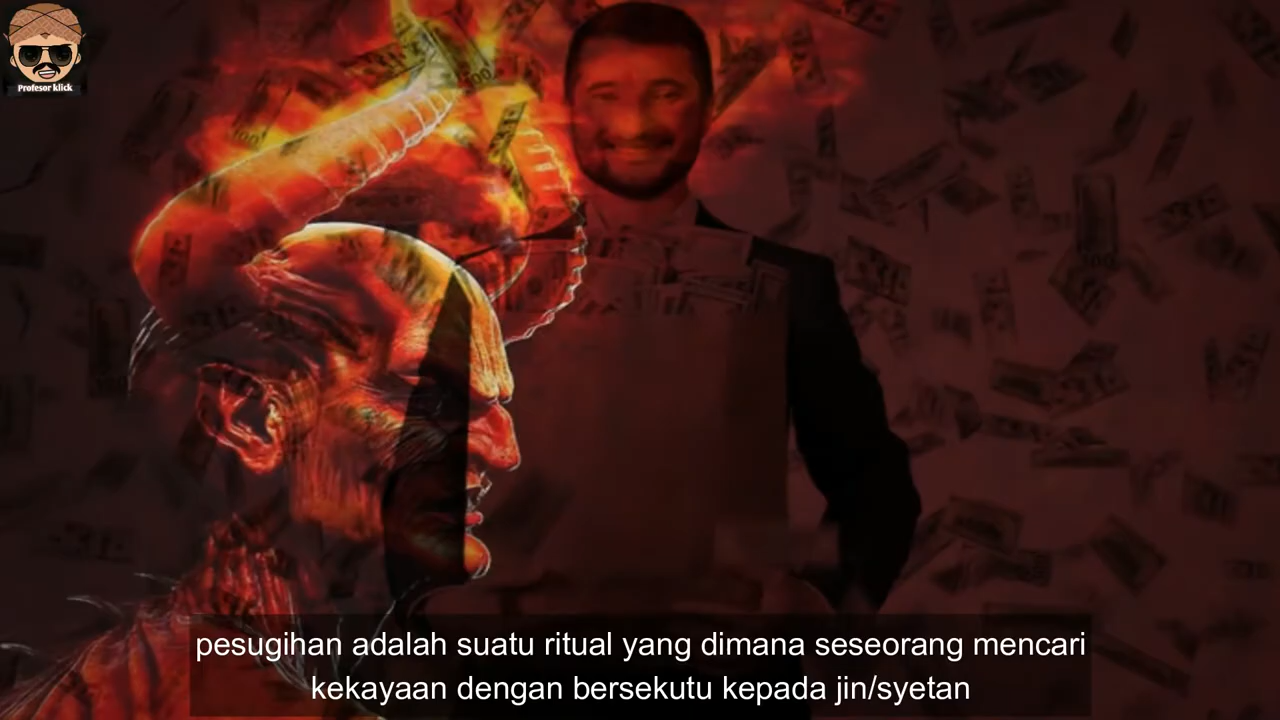 Profesor klick
pesugihan adalah suatu ritual yang dimana seseorang mencari
kekayaan dengan bersekutu kepada jin/syetan